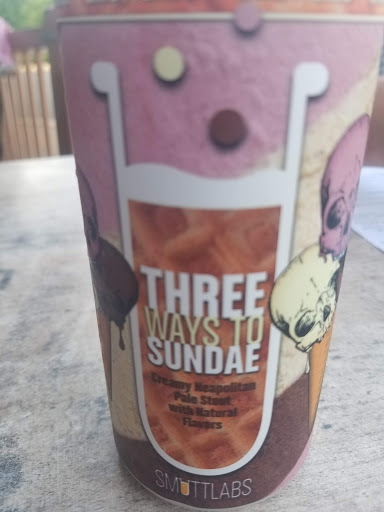 THREE
WAYS TO
SUNDAE
Creamy Neapolitan
Pale Stout
with Natural
Flavors
SMUTTLABS